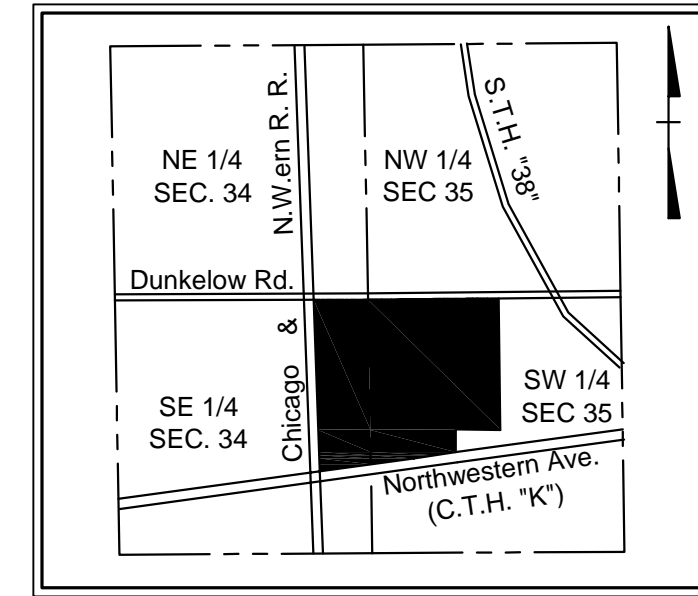 NE 1/4
SEC. 34
N.W.ern R. R.
NW 1/4
SEC 35
S.T.H. "38"
Dunkelow Rd.
Chicago &
SE 1/4
SEC. 34
SW 1/4
SEC 35
Northwestern Ave.
(C.T.H. "K")